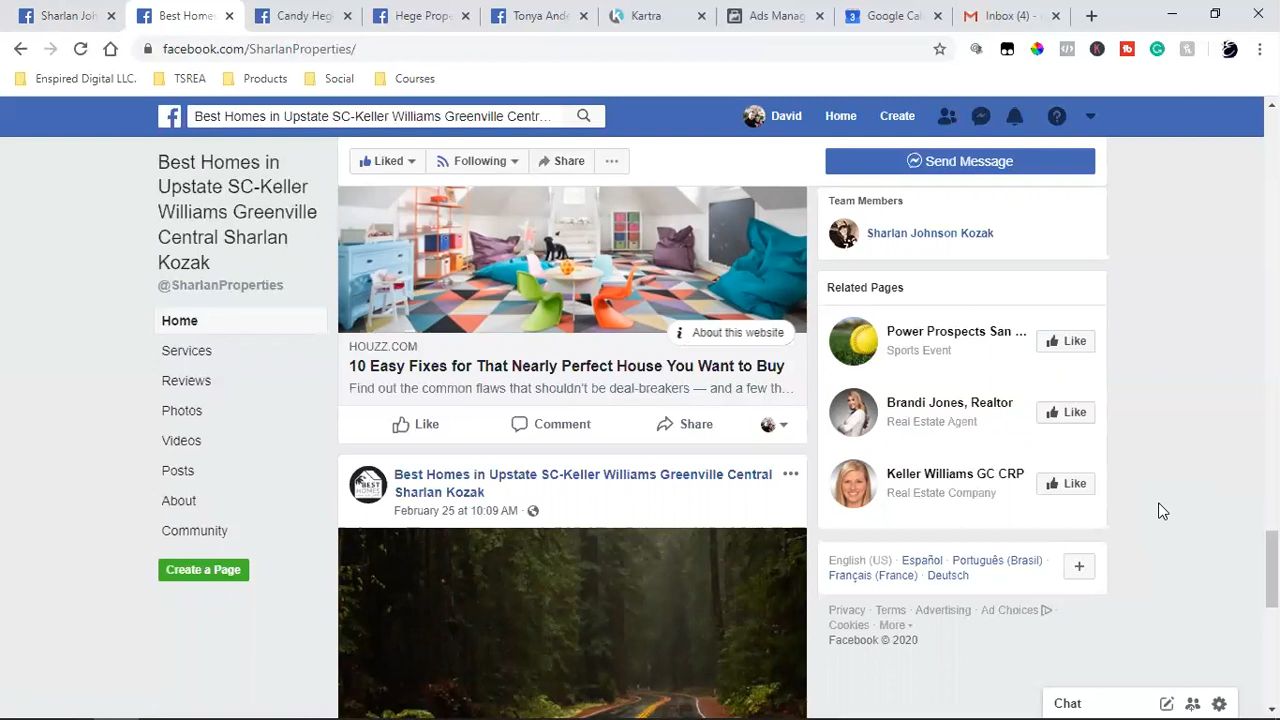 Sharlan Joh
Best Homes
Candy Heg
Hege Prop
Tonya And
Kartra
Ads Mana
Google Cal
Inbox (4) -
facebook.com/SharlanProperties/
Enspired Digital LLC.
TSREA
Products
Social
Courses
Best Homes in Upstate SC-Keller Williams Greenville Centr...
David
Home
Create
Best Homes in
Upstate SC-Keller
Williams Greenville
Central Sharlan
Kozak
@SharlanProperties
Home
Services
Reviews
Photos
Videos
Posts
About
Community
Create a Page
Liked
Following
Share
Send Message
About this website
HOUZZ.COM
10 Easy Fixes for That Nearly Perfect House You Want to Buy
Find out the common flaws that shouldn't be deal-breakers — and a few th...
Like
Comment
Share
Best Homes in Upstate SC-Keller Williams Greenville Central
Sharlan Kozak
February 25 at 10:09 AM ·
Team Members
Sharlan Johnson Kozak
Related Pages
Power Prospects San ...
Sports Event
Like
Brandi Jones, Realtor
Real Estate Agent
Like
Keller Williams GC CRP
Real Estate Company
Like
English (US) · Español · Português (Brasil) ·
Français (France) · Deutsch
Privacy · Terms · Advertising · Ad Choices ·
Cookies · More
Facebook © 2020
Chat